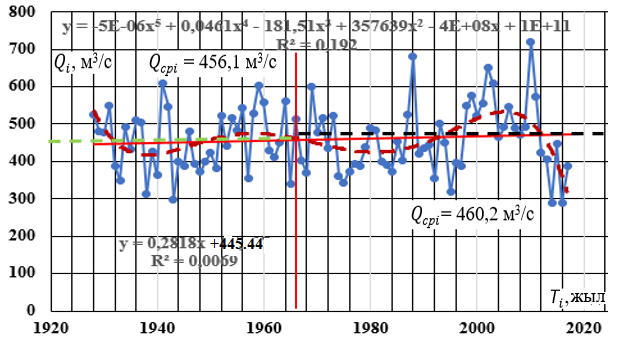 800
700
600
500
400
300
200
100
0
y = -5E-06x⁵ + 0,0461x⁴ - 181,51x³ + 357639x² - 4E+08x + 1E+11
R² = 0,192
Qi, м³/с
Qcpi = 456,1 м³/с
Qcpi= 460,2 м³/с
y = 0,2818x +445.44
R² = 0,0069
Ti, жыл
1920 1940 1960 1980 2000 2020